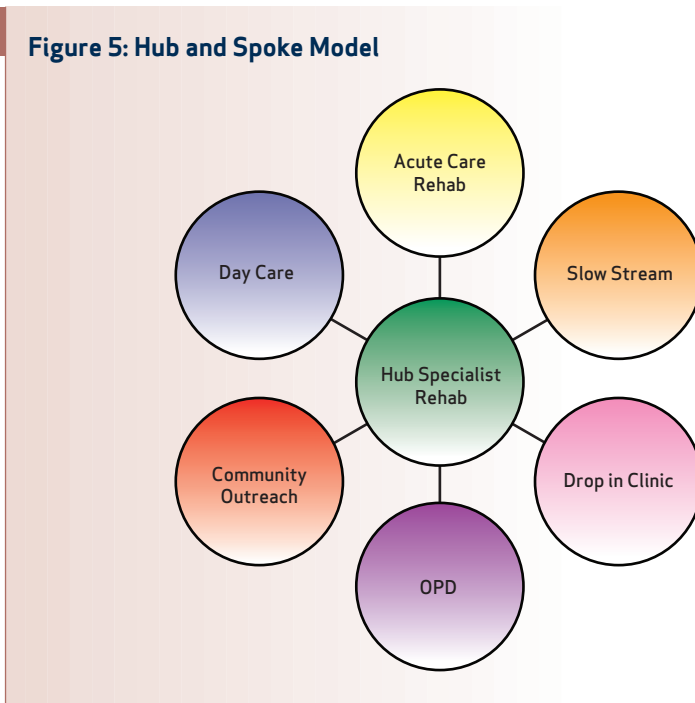 Figure 5: Hub and Spoke Model
Acute Care
Rehab
Day Care
Slow Stream
Hub Specialist
Rehab
Community
Outreach
Drop in Clinic
OPD